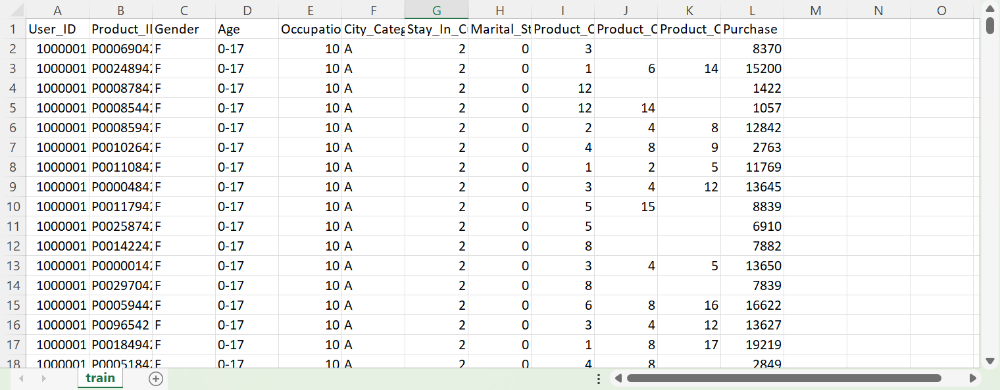 A B C D E F G H I J K L M N O
1 User_ID Product_II Gender Age Occupatio City_Categ Stay_In_C Marital_St Product_C Product_C Product_C Purchase
2 1000001 P00069042 F 0-17 10 A 2 0 3 8370
3 1000001 P00248942 F 0-17 10 A 2 0 1 6 14 15200
4 1000001 P00087842 F 0-17 10 A 2 0 12 1422
5 1000001 P00085442 F 0-17 10 A 2 0 12 14 1057
6 1000001 P00085942 F 0-17 10 A 2 0 2 4 8 12842
7 1000001 P00102642 F 0-17 10 A 2 0 4 8 9 2763
8 1000001 P00110842 F 0-17 10 A 2 0 1 2 5 11769
9 1000001 P00004842 F 0-17 10 A 2 0 3 4 12 13645
10 1000001 P00117942 F 0-17 10 A 2 0 5 15 8839
11 1000001 P00258742 F 0-17 10 A 2 0 5 6910
12 1000001 P00142242 F 0-17 10 A 2 0 8 7882
13 1000001 P00000142 F 0-17 10 A 2 0 3 4 5 13650
14 1000001 P00297042 F 0-17 10 A 2 0 8 7839
15 1000001 P00059442 F 0-17 10 A 2 0 6 8 16 16622
16 1000001 P0096542 F 0-17 10 A 2 0 3 4 12 13627
17 1000001 P00184942 F 0-17 10 A 2 0 1 8 17 19219
18 1000001 P00051842 F 0-17 10 A 2 0 4 8 2849
train